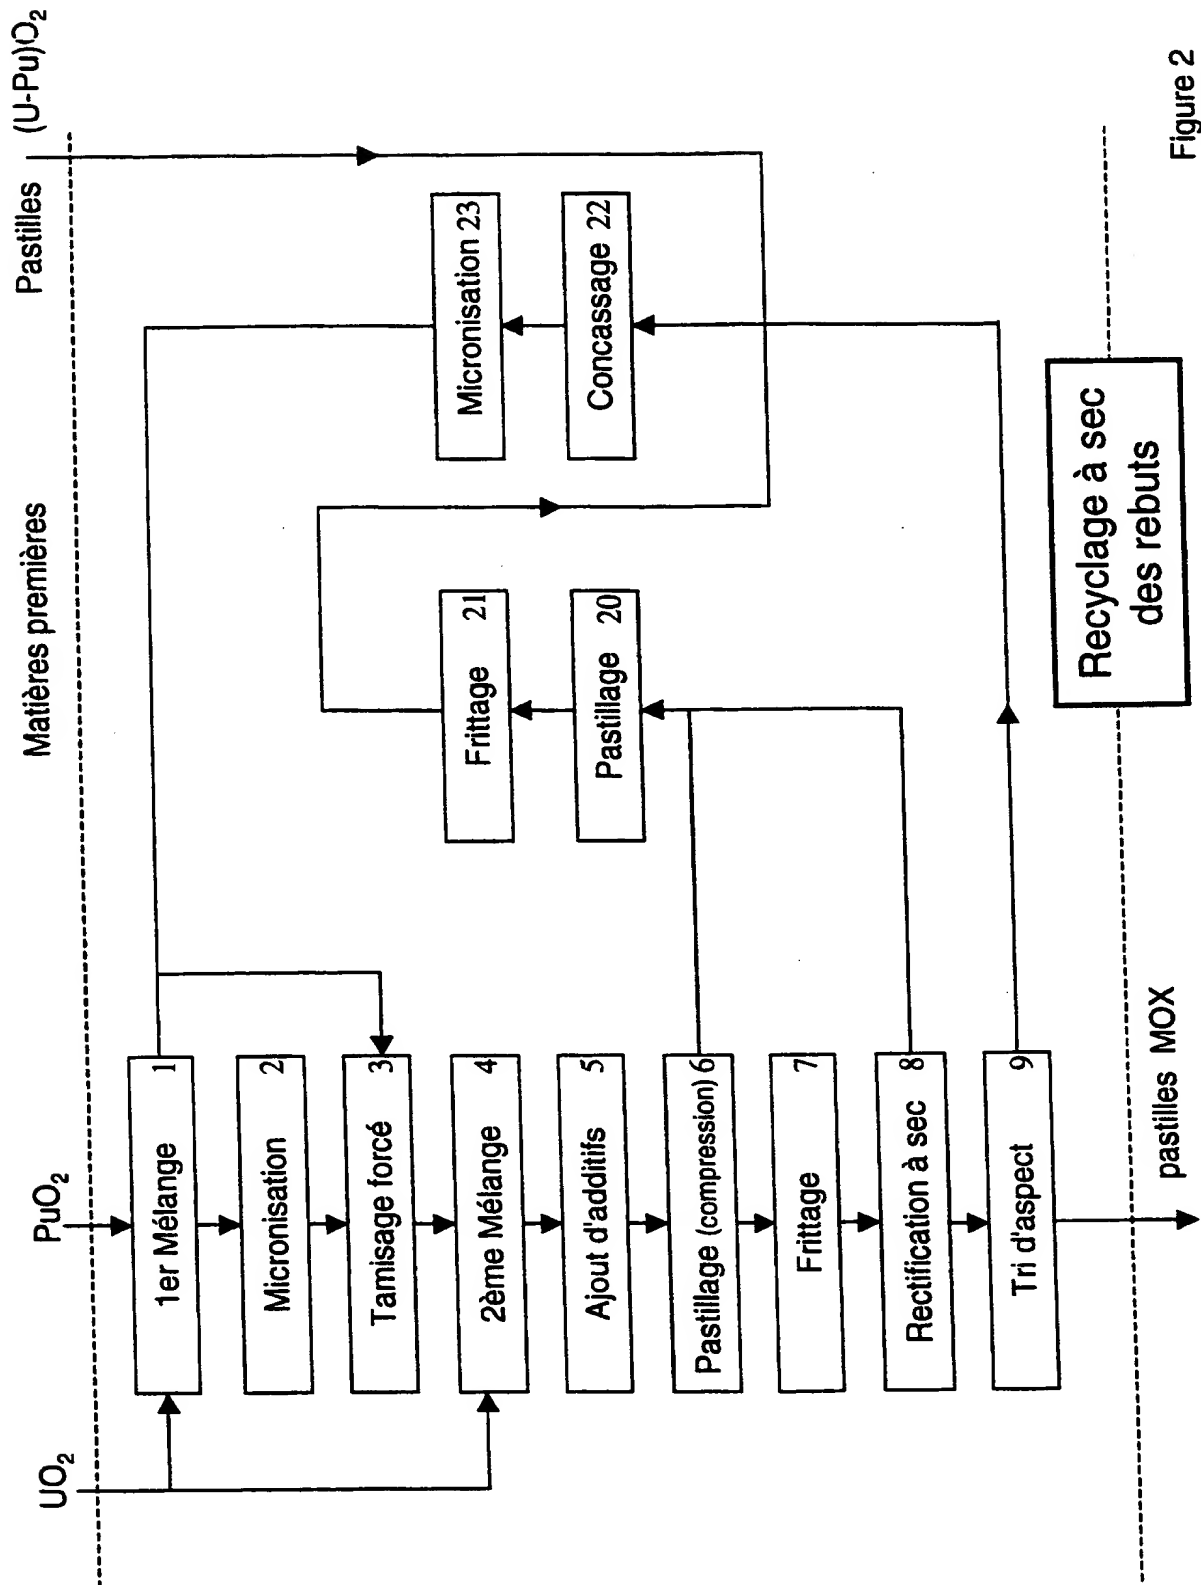 Matières premières
UO₂
PuO₂
Pastilles (U-Pu)O₂
1er Mélange 1
Micronisation 2
Tamisage forcé 3
2ème Mélange 4
Ajout d'additifs 5
Pastillage (compression) 6
Frittage 7
Rectification à sec 8
Tri d'aspect 9
Frittage 21
Pastillage 20
Micronisation 23
Concassage 22
pastilles MOX
Recyclage à sec
des rebuts
Figure 2